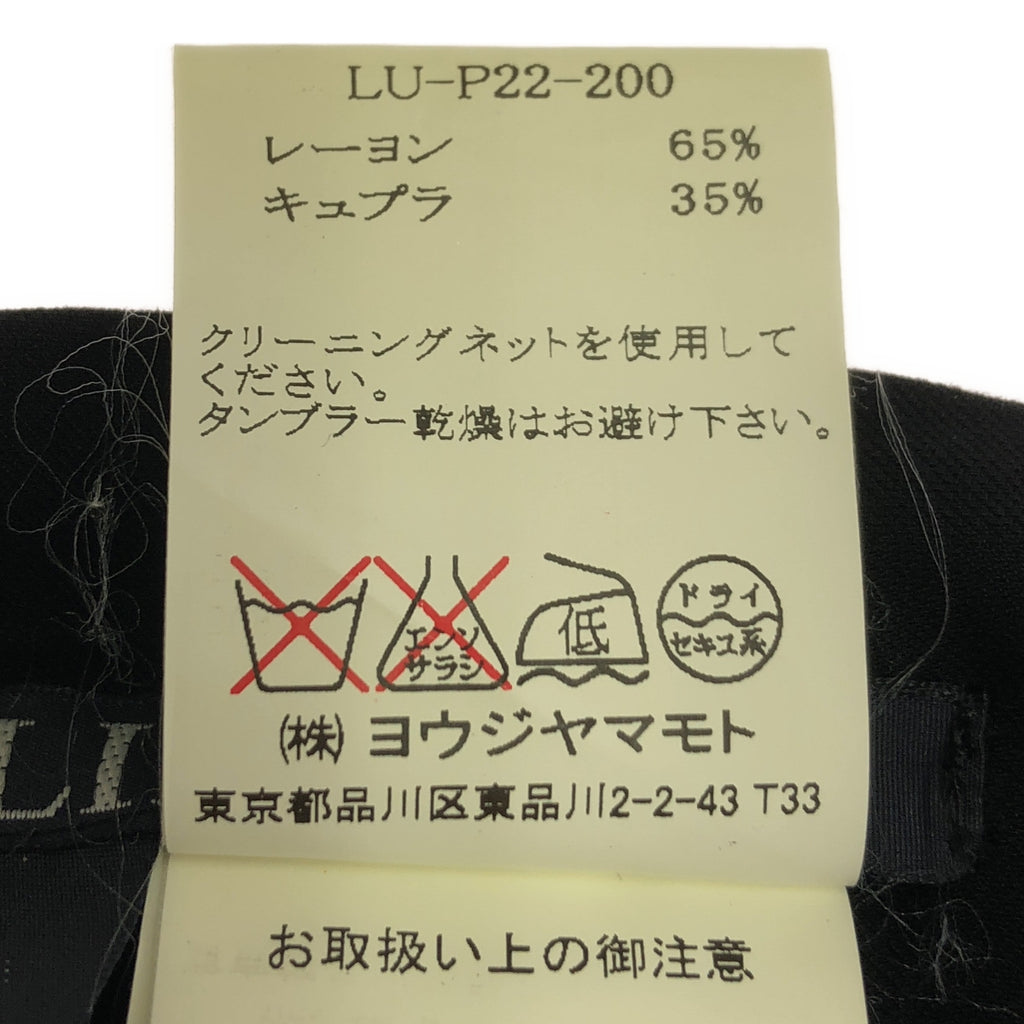 LU-P22-200
レーヨン 65%
キュプラ 35%
クリーニングネットを使用して
ください。
タンブラー乾燥はお避け下さい。
エンソ
サラシ
低
ドライ
セキユ系
(株) ヨウジヤマモト
東京都品川区東品川2-2-43 T33
お取扱い上の御注意